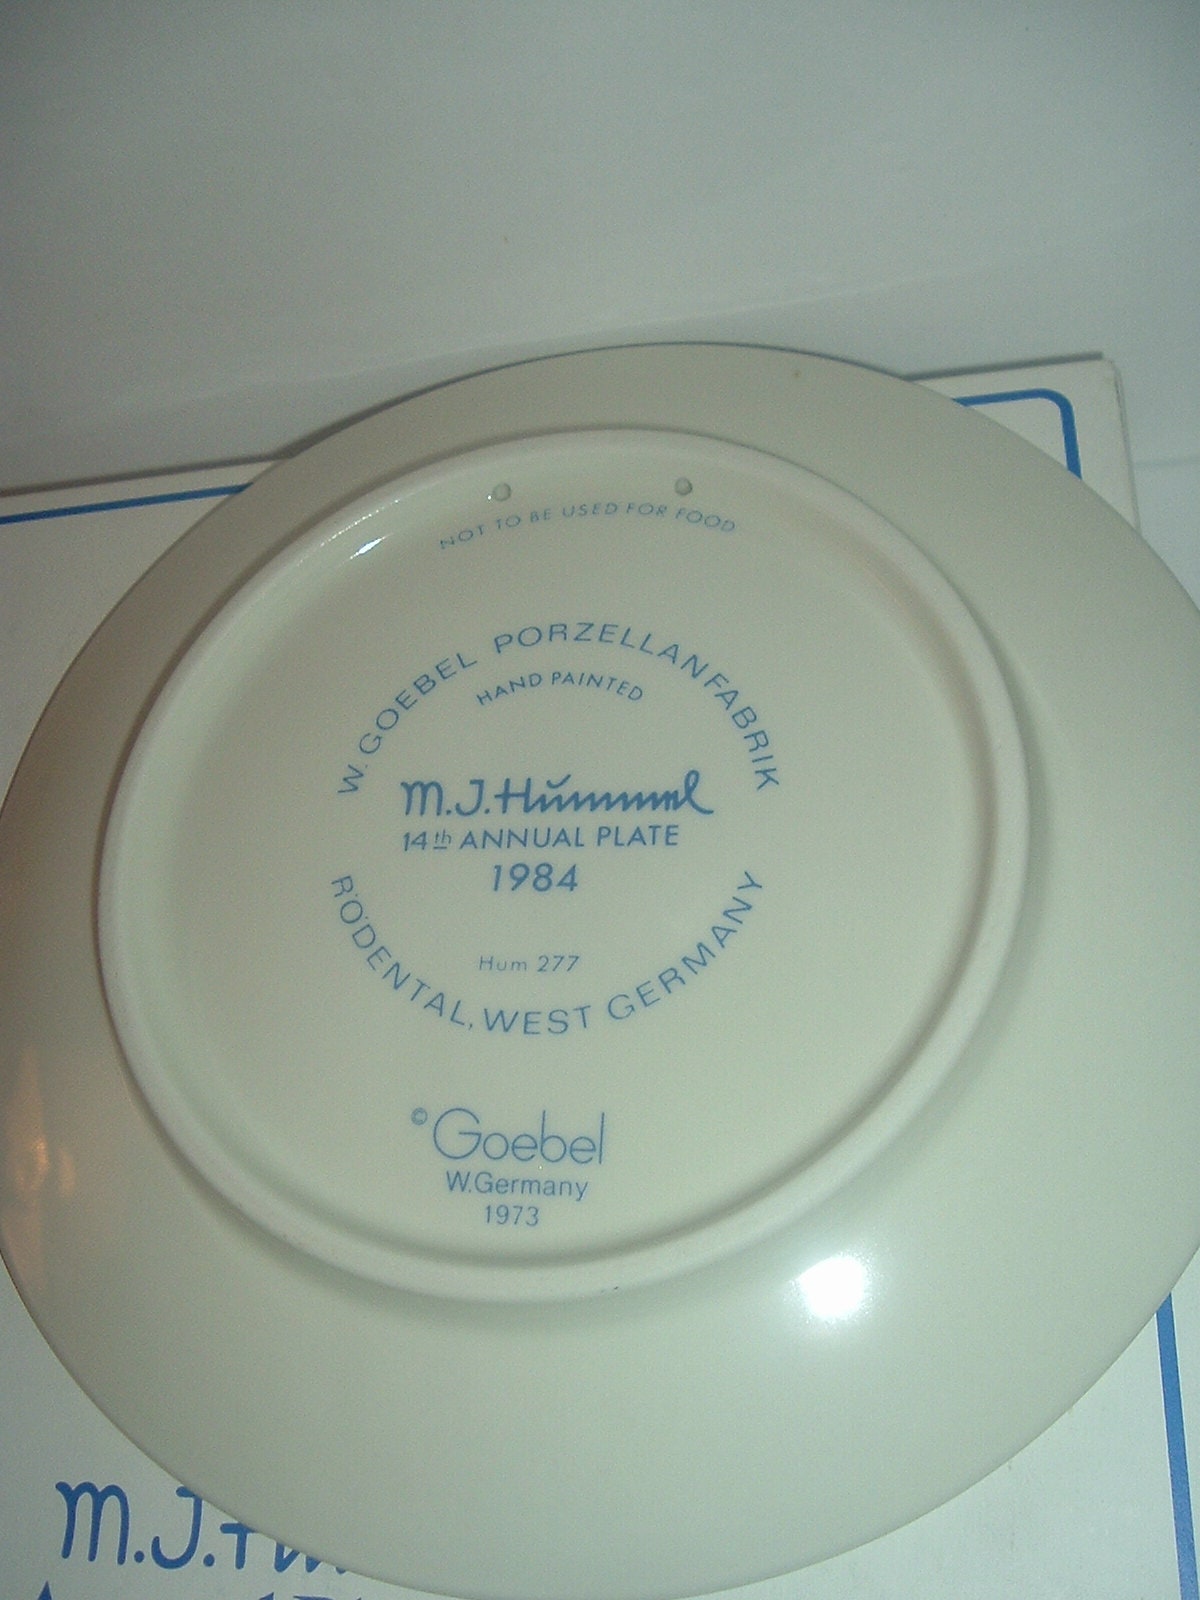 NOT TO BE USED FOR FOOD
W. GOEBEL PORZELLANFABRIK
HAND PAINTED
M.J.Hummel
14th ANNUAL PLATE
1984
Hum 277
RÖDENTAL, WEST GERMANY
© Goebel
W.Germany
1973
M.J.Hum